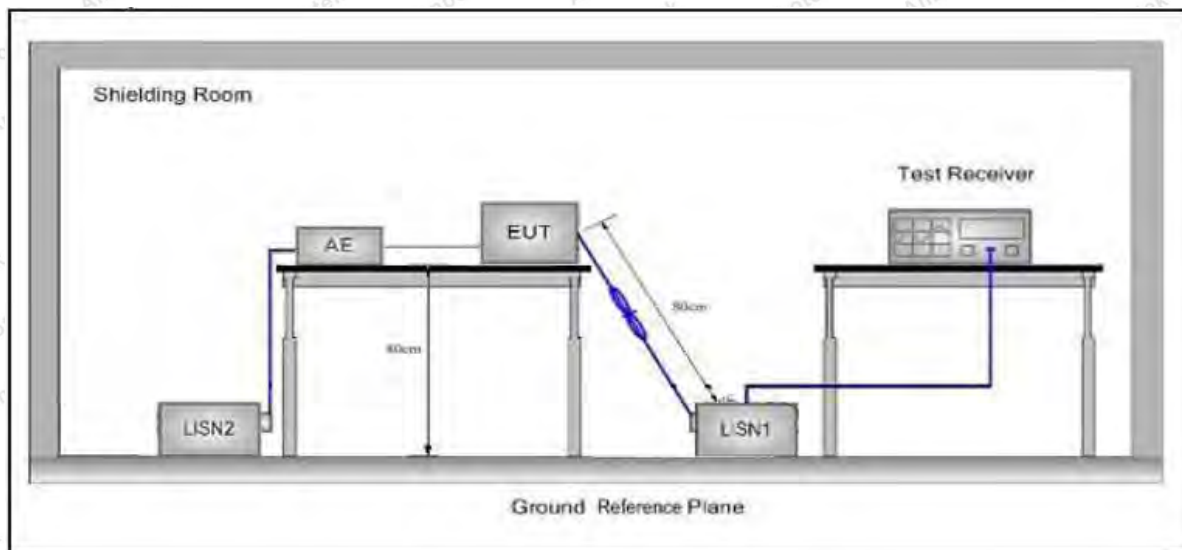 Shielding Room
Test Receiver
AE
EUT
80cm
80cm
LISN2
LISN1
Ground Reference Plane